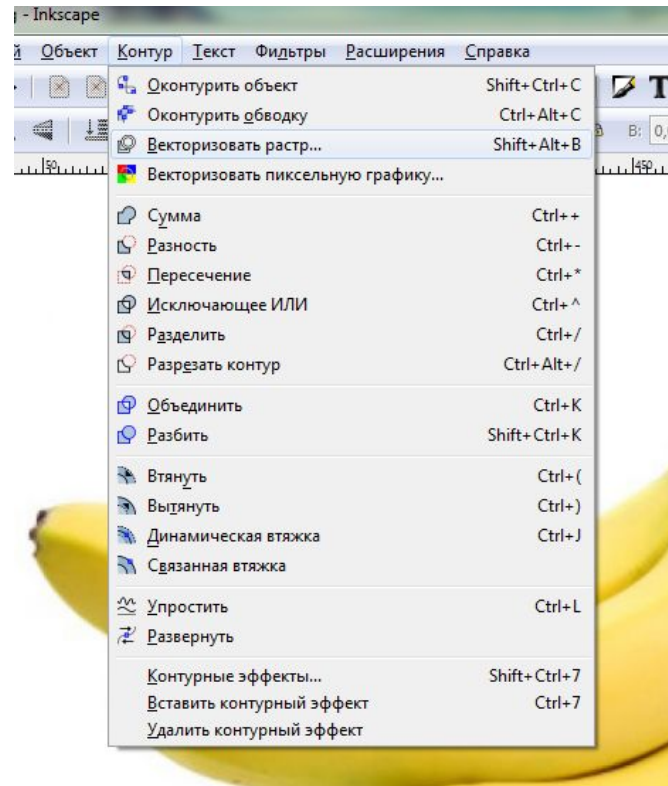 - Inkscape
й Объект Контур Текст Фильтры Расширения Справка
T
В: 0,
50
450
Оконтурить объект Shift+Ctrl+C
Оконтурить обводку Ctrl+Alt+C
Векторизовать растр... Shift+Alt+B
Векторизовать пиксельную графику...
Сумма Ctrl++
Разность Ctrl+-
Пересечение Ctrl+*
Исключающее ИЛИ Ctrl+^
Разделить Ctrl+/
Разрезать контур Ctrl+Alt+/
Объединить Ctrl+K
Разбить Shift+Ctrl+K
Втянуть Ctrl+(
Вытянуть Ctrl+)
Динамическая втяжка Ctrl+J
Связанная втяжка
Упростить Ctrl+L
Развернуть
Контурные эффекты... Shift+Ctrl+7
Вставить контурный эффект Ctrl+7
Удалить контурный эффект